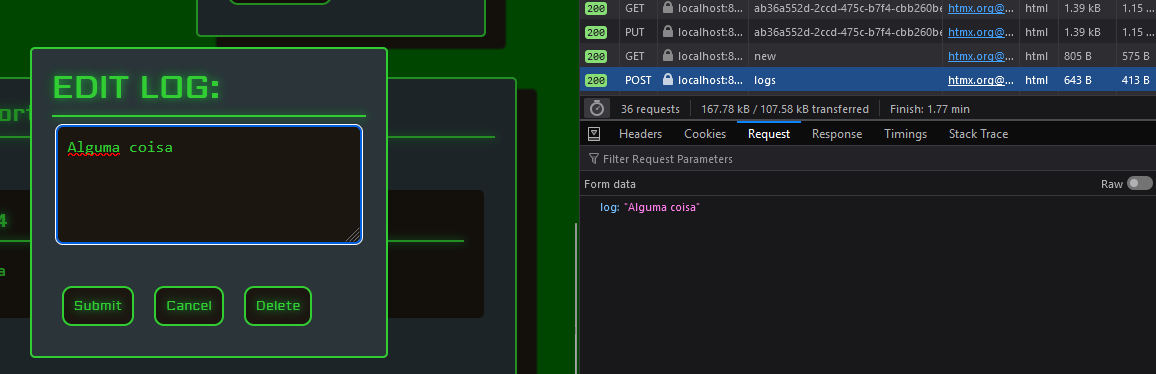 EDIT LOG:
Alguma coisa
Submit Cancel Delete
ort
4
a
200 GET localhost:8... ab36a552d-2ccd-475c-b7f4-cbb260be htmx.org@... html 1.39 kB 1.15 ...
200 PUT localhost:8... ab36a552d-2ccd-475c-b7f4-cbb260be htmx.org@... html 1.39 kB 1.15 ...
200 GET localhost:8... new htmx.org@... html 805 B 575 B
200 POST localhost:8... logs htmx.org@... html 643 B 413 B
36 requests 167.78 kB / 107.58 kB transferred Finish: 1.77 min
Headers Cookies Request Response Timings Stack Trace
Filter Request Parameters
Form data Raw
log: "Alguma coisa"